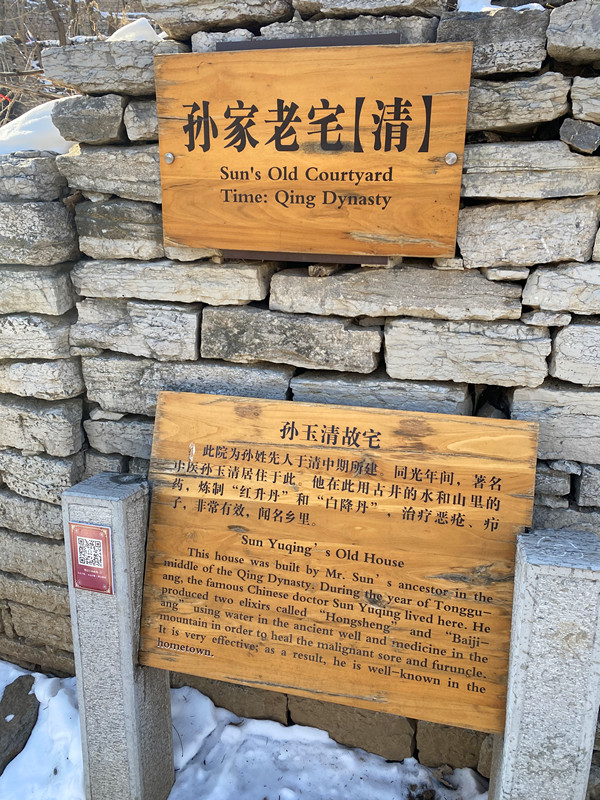 孙家老宅【清】
Sun's Old Courtyard
Time: Qing Dynasty
孙玉清故宅
此院为孙姓先人于清中期所建 同光年间，著名
中医孙玉清居住于此。他在此用古井的水和山里的
药，炼制“红升丹”和“白降丹”，治疗恶疮、疖
子，非常有效，闻名乡里。
Sun Yuqing's Old House
This house was built by Mr. Sun's ancestor in the
middle of the Qing Dynasty. During the year of Tonggu-
ang, the famous Chinese doctor Sun Yuqing lived here. He
produced two elixirs called “Hongsheng” and “Baiji-
ang” using water in the ancient well and medicine in the
mountain in order to heal the malignant sore and furuncle.
It is very effective; as a result, he is well-known in the
hometown.